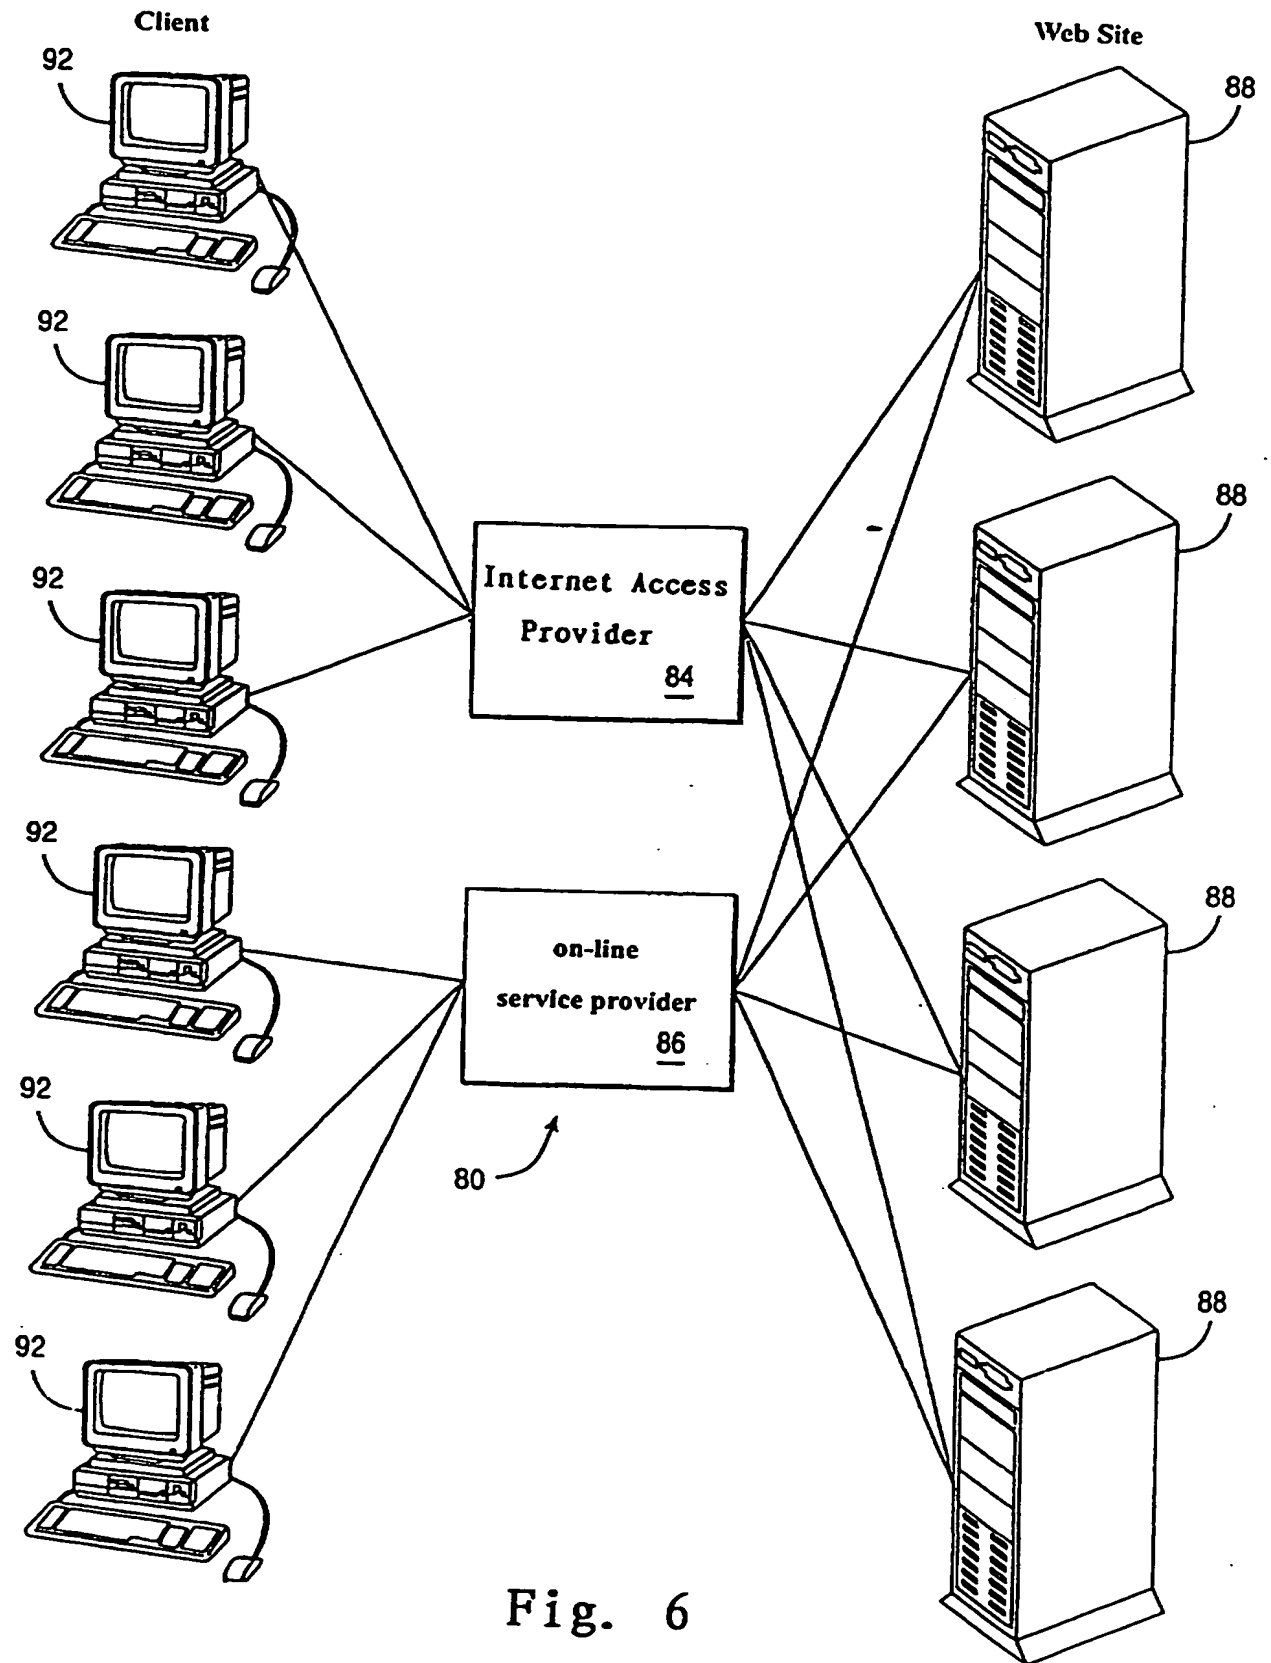 Client
Web Site
92
88
92
88
92
Internet Access
Provider
84
92
88
on-line
service provider
86
92
80
88
92
Fig. 6